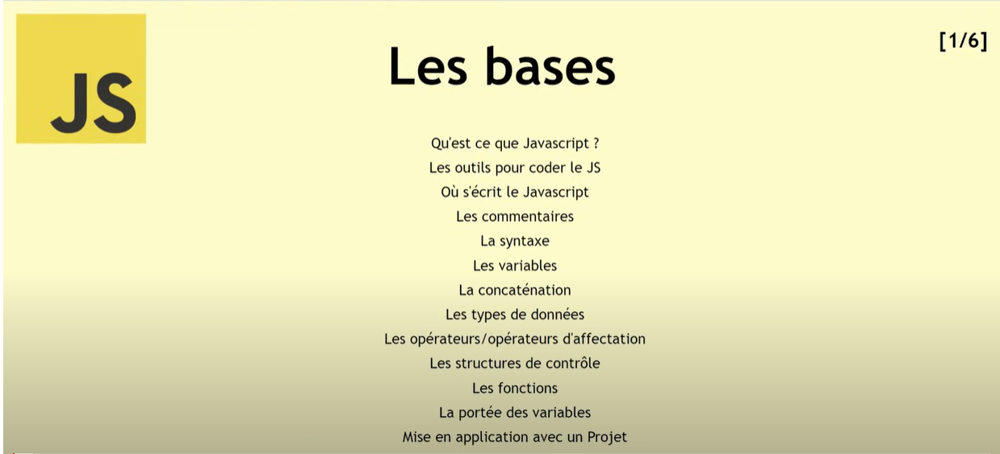 JS
Les bases
[1/6]
Qu'est ce que Javascript ?
Les outils pour coder le JS
Où s'écrit le Javascript
Les commentaires
La syntaxe
Les variables
La concaténation
Les types de données
Les opérateurs/opérateurs d'affectation
Les structures de contrôle
Les fonctions
La portée des variables
Mise en application avec un Projet